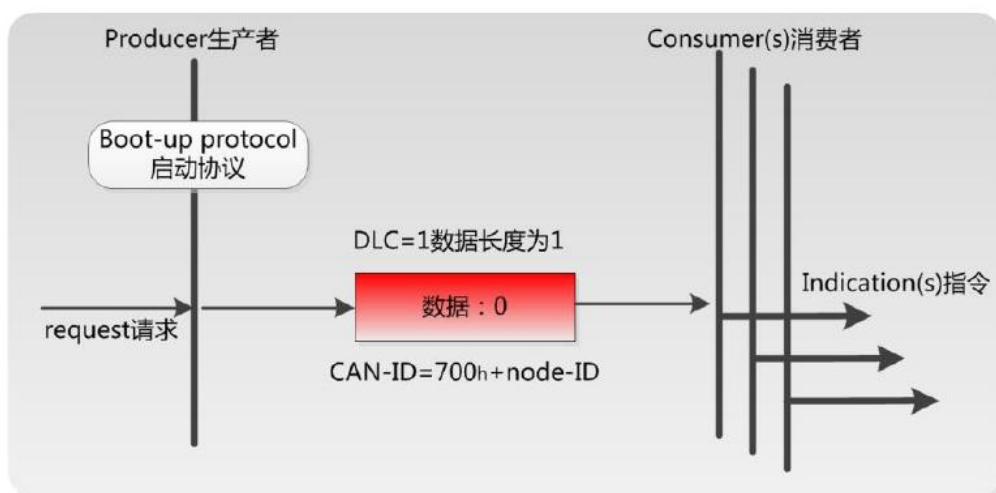 Producer生产者
Consumer(s)消费者
Boot-up protocol
启动协议
DLC=1数据长度为1
数据：0
Indication(s)指令
request请求
CAN-ID=700h+node-ID